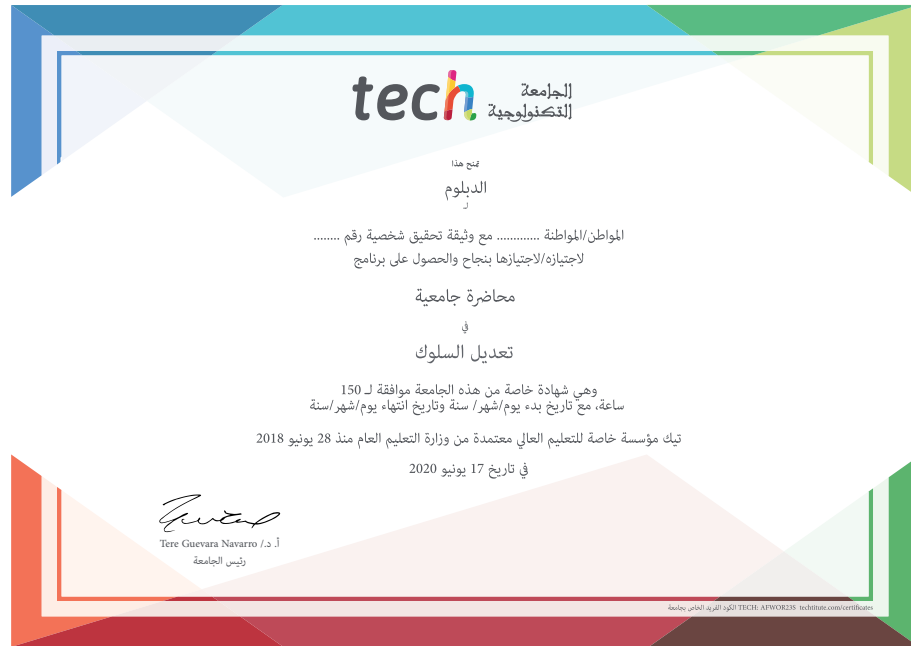 tech الجامعة
التكنولوجية
تمنح هذا
الدبلوم
لـ
المواطن/المواطنة ............. مع وثيقة تحقيق شخصية رقم ........
لاجتيازه/لاجتيازها بنجاح والحصول على برنامج
محاضرة جامعية
في
تعديل السلوك
وهي شهادة خاصة من هذه الجامعة موافقة لـ 150
ساعة، مع تاريخ بدء يوم/شهر/ سنة وتاريخ انتهاء يوم/شهر/سنة
تيك مؤسسة خاصة للتعليم العالي معتمدة من وزارة التعليم العام منذ 28 يونيو 2018
في تاريخ 17 يونيو 2020
أ. د./ Tere Guevara Navarro
رئيس الجامعة
الكود الفريد الخاص بجامعة TECH: AFWOR23S techtitute.com/certificates